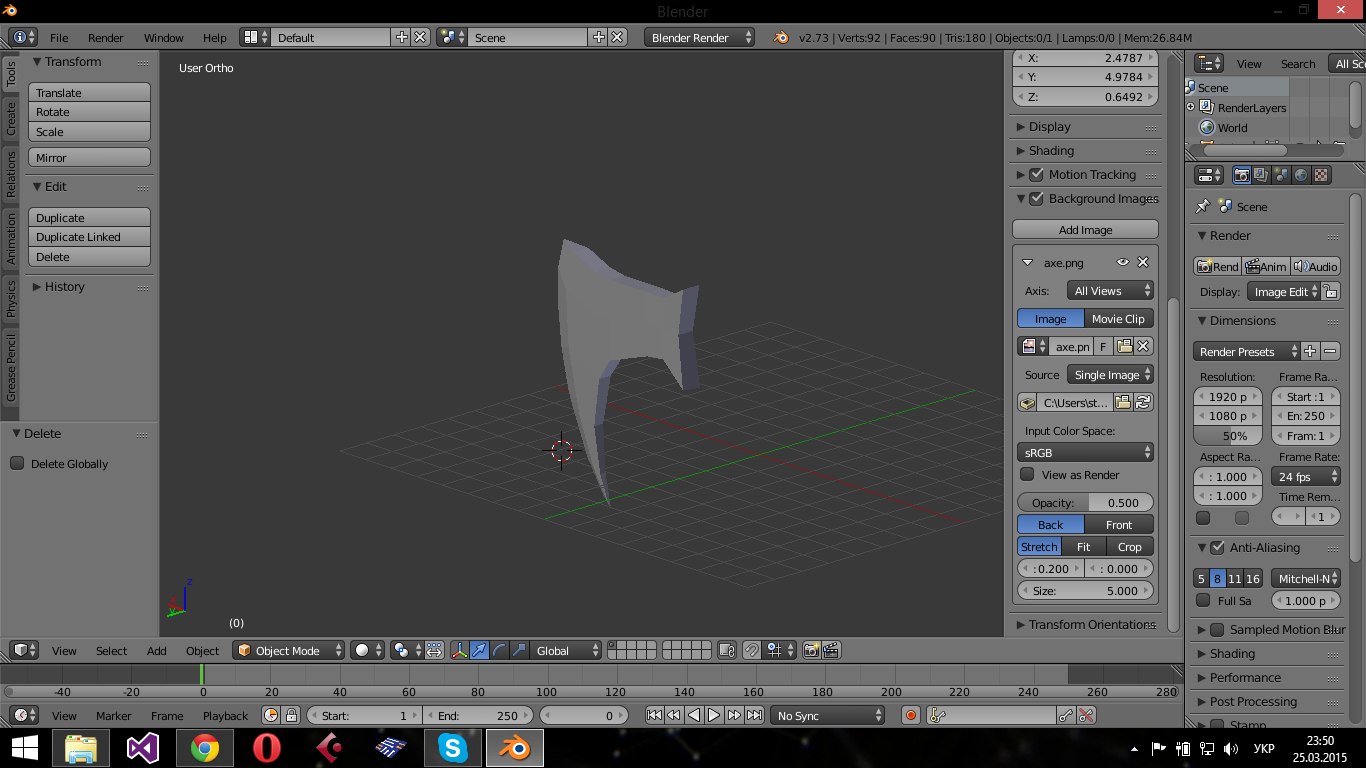 Blender
File Render Window Help Default Scene Blender Render v2.73 | Verts:92 | Faces:90 | Tris:180 | Objects:0/1 | Lamps:0/0 | Mem:26.84M
Tools
Create
Relations
Animation
Physics
Grease Pencil
Transform
Translate
Rotate
Scale
Mirror
Edit
Duplicate
Duplicate Linked
Delete
History
Delete
Delete Globally
User Ortho
z
x
y
(0)
X: 2.4787
Y: 4.9784
Z: 0.6492
Display
Shading
Motion Tracking
Background Images
Add Image
axe.png
Axis: All Views
Image Movie Clip
axe.pn F
Source Single Image
C:\Users\st...
Input Color Space:
sRGB
View as Render
Opacity: 0.500
Back Front
Stretch Fit Crop
:0.200 : 0.000
Size: 5.000
Transform Orientations
View Search All Sc
Scene
RenderLayers
World
Scene
Render
Rend Anim Audio
Display: Image Edit
Dimensions
Render Presets
Resolution: Frame Ra...
1920 p Start :1
1080 p En: 250
50% Fram: 1
Aspect Ra... Frame Rate:
: 1.000 24 fps
: 1.000 Time Rem...
1
Anti-Aliasing
5 8 11 16 Mitchell-N
Full Sa 1.000 p
Sampled Motion Blur
Shading
Performance
Post Processing
Stamp
View Select Add Object Object Mode Global
-40 -20 0 20 40 60 80 100 120 140 160 180 200 220 240 260 280
View Marker Frame Playback Start: 1 End: 250 0 No Sync
УКР
23:50
25.03.2015